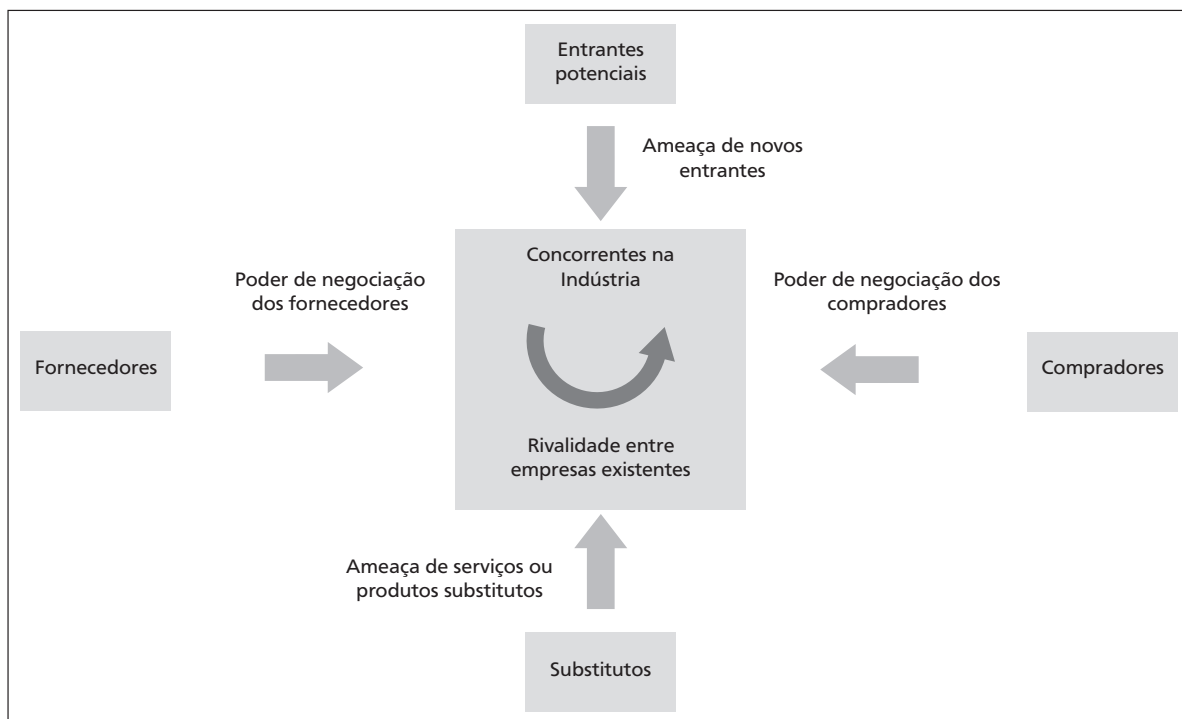 Entrantes
potenciais
Ameaça de novos
entrantes
Concorrentes na
Indústria
Poder de negociação
dos fornecedores
Poder de negociação dos
compradores
Fornecedores
Compradores
Rivalidade entre
empresas existentes
Ameaça de serviços ou
produtos substitutos
Substitutos